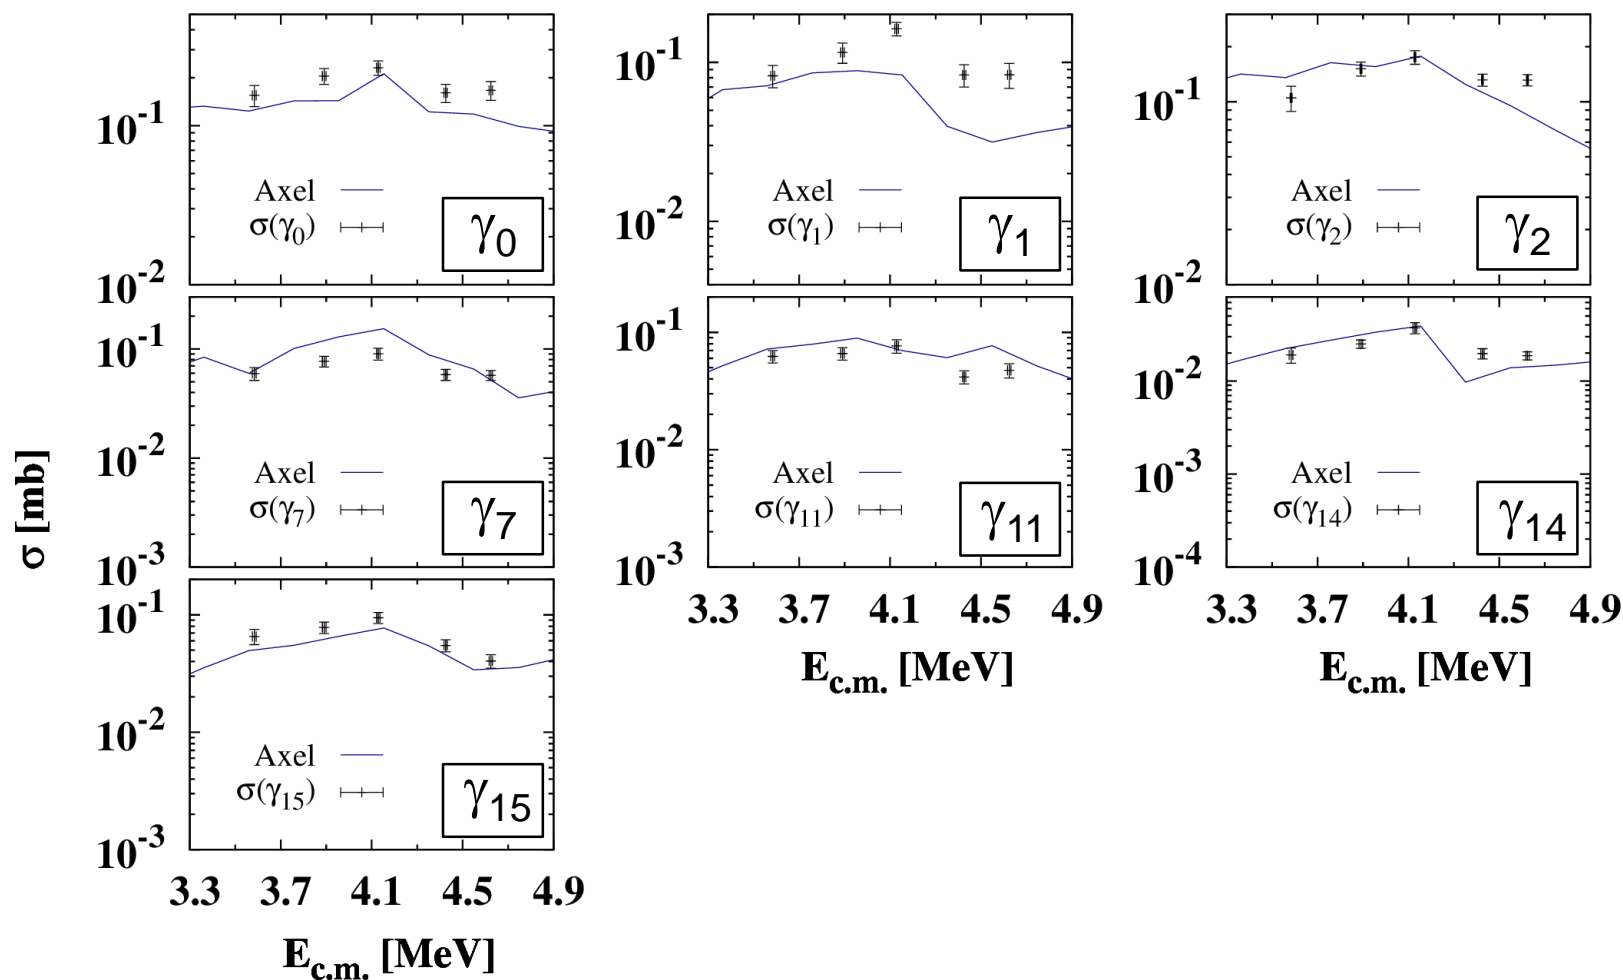 10⁻¹
10⁻²
Axel
σ(γ₀)
γ₀
10⁻¹
10⁻²
Axel
σ(γ₁)
γ₁
10⁻¹
10⁻²
Axel
σ(γ₂)
γ₂
σ [mb]
10⁻¹
10⁻²
10⁻³
Axel
σ(γ₇)
γ₇
10⁻¹
10⁻²
10⁻³
Axel
σ(γ₁₁)
γ₁₁
3.3 3.7 4.1 4.5 4.9
E_c.m. [MeV]
10⁻²
10⁻³
10⁻⁴
Axel
σ(γ₁₄)
γ₁₄
3.3 3.7 4.1 4.5 4.9
E_c.m. [MeV]
10⁻¹
10⁻²
10⁻³
Axel
σ(γ₁₅)
γ₁₅
3.3 3.7 4.1 4.5 4.9
E_c.m. [MeV]